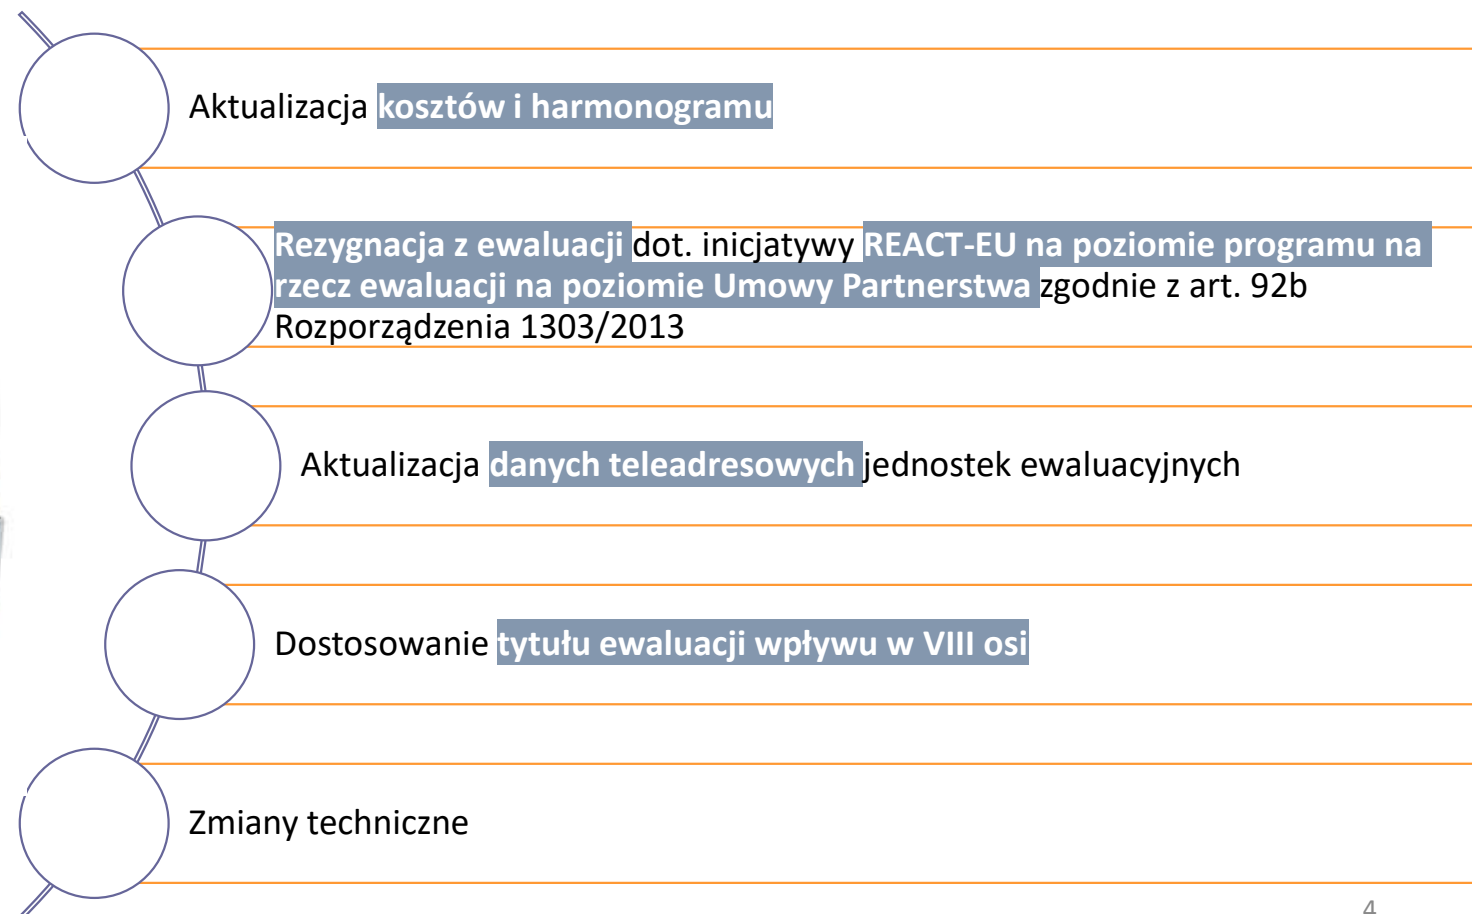 Aktualizacja kosztów i harmonogramu
Rezygnacja z ewaluacji dot. inicjatywy REACT-EU na poziomie programu na
rzecz ewaluacji na poziomie Umowy Partnerstwa zgodnie z art. 92b
Rozporządzenia 1303/2013
Aktualizacja danych teleadresowych jednostek ewaluacyjnych
Dostosowanie tytułu ewaluacji wpływu w VIII osi
Zmiany techniczne
4